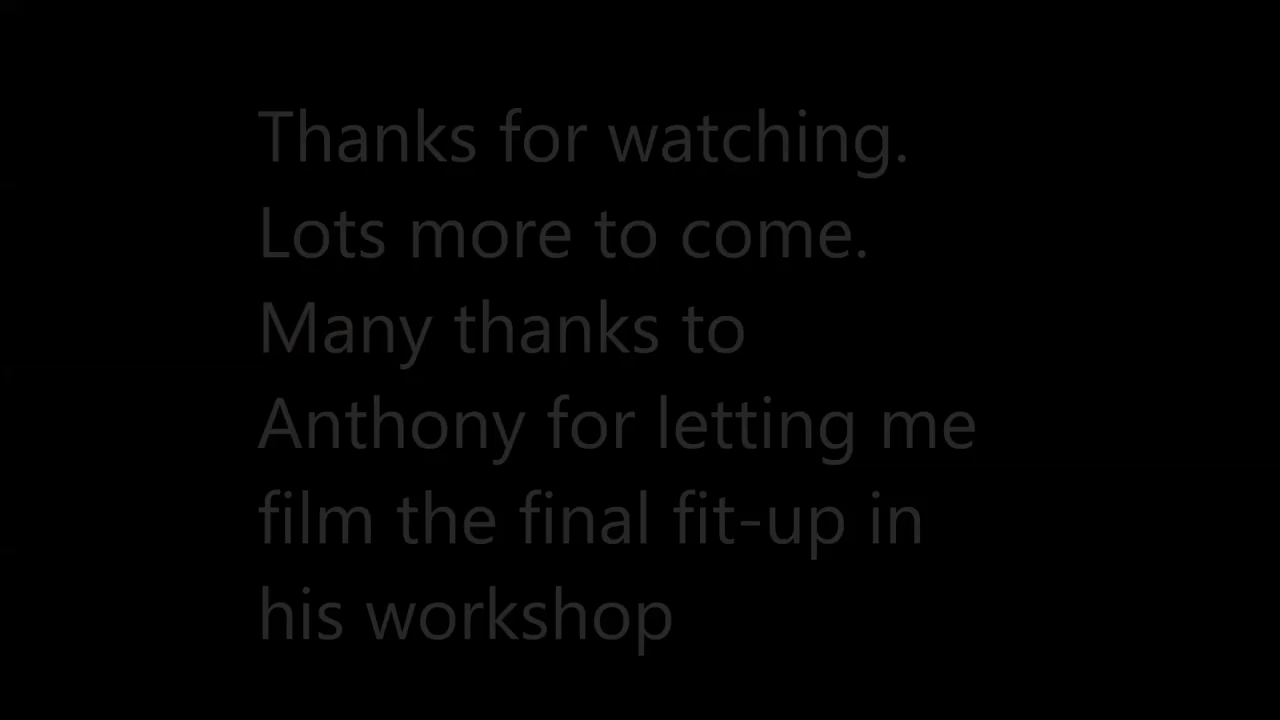 Thanks for watching.
Lots more to come.
Many thanks to
Anthony for letting me
film the final fit-up in
his workshop